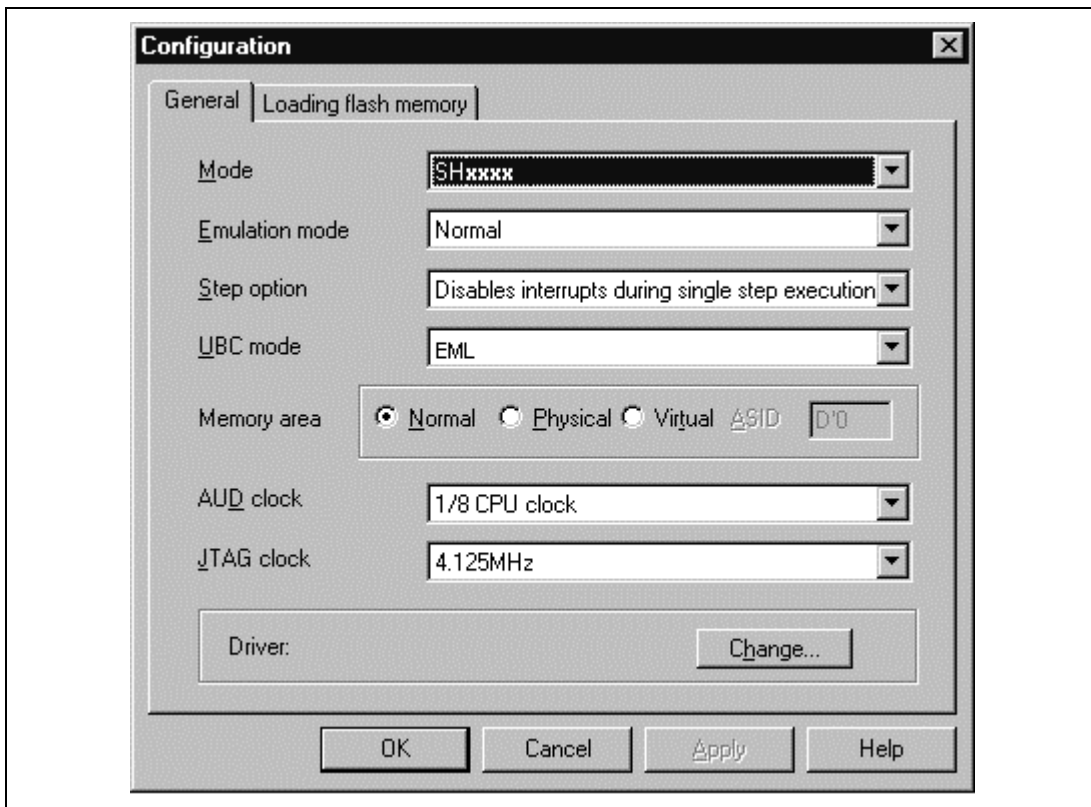 Configuration
General Loading flash memory
Mode SHxxxx
Emulation mode Normal
Step option Disables interrupts during single step execution
UBC mode EML
Memory area Normal Physical Virtual ASID D'0
AUD clock 1/8 CPU clock
JTAG clock 4.125MHz
Driver: Change...
OK Cancel Apply Help